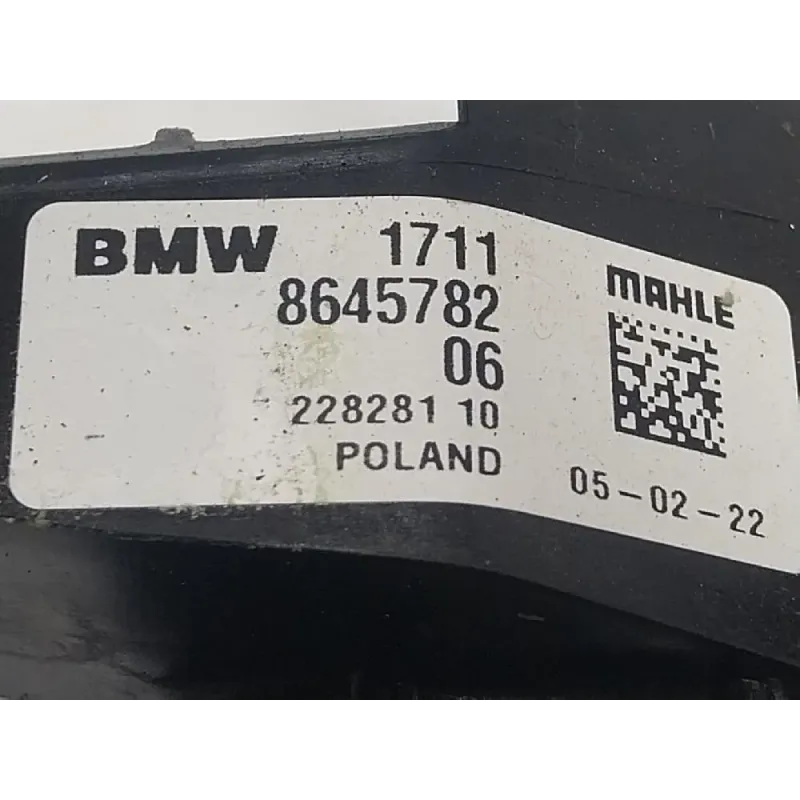 BMW 1711
8645782
06
228281 10
POLAND
MAHLE
05-02-22